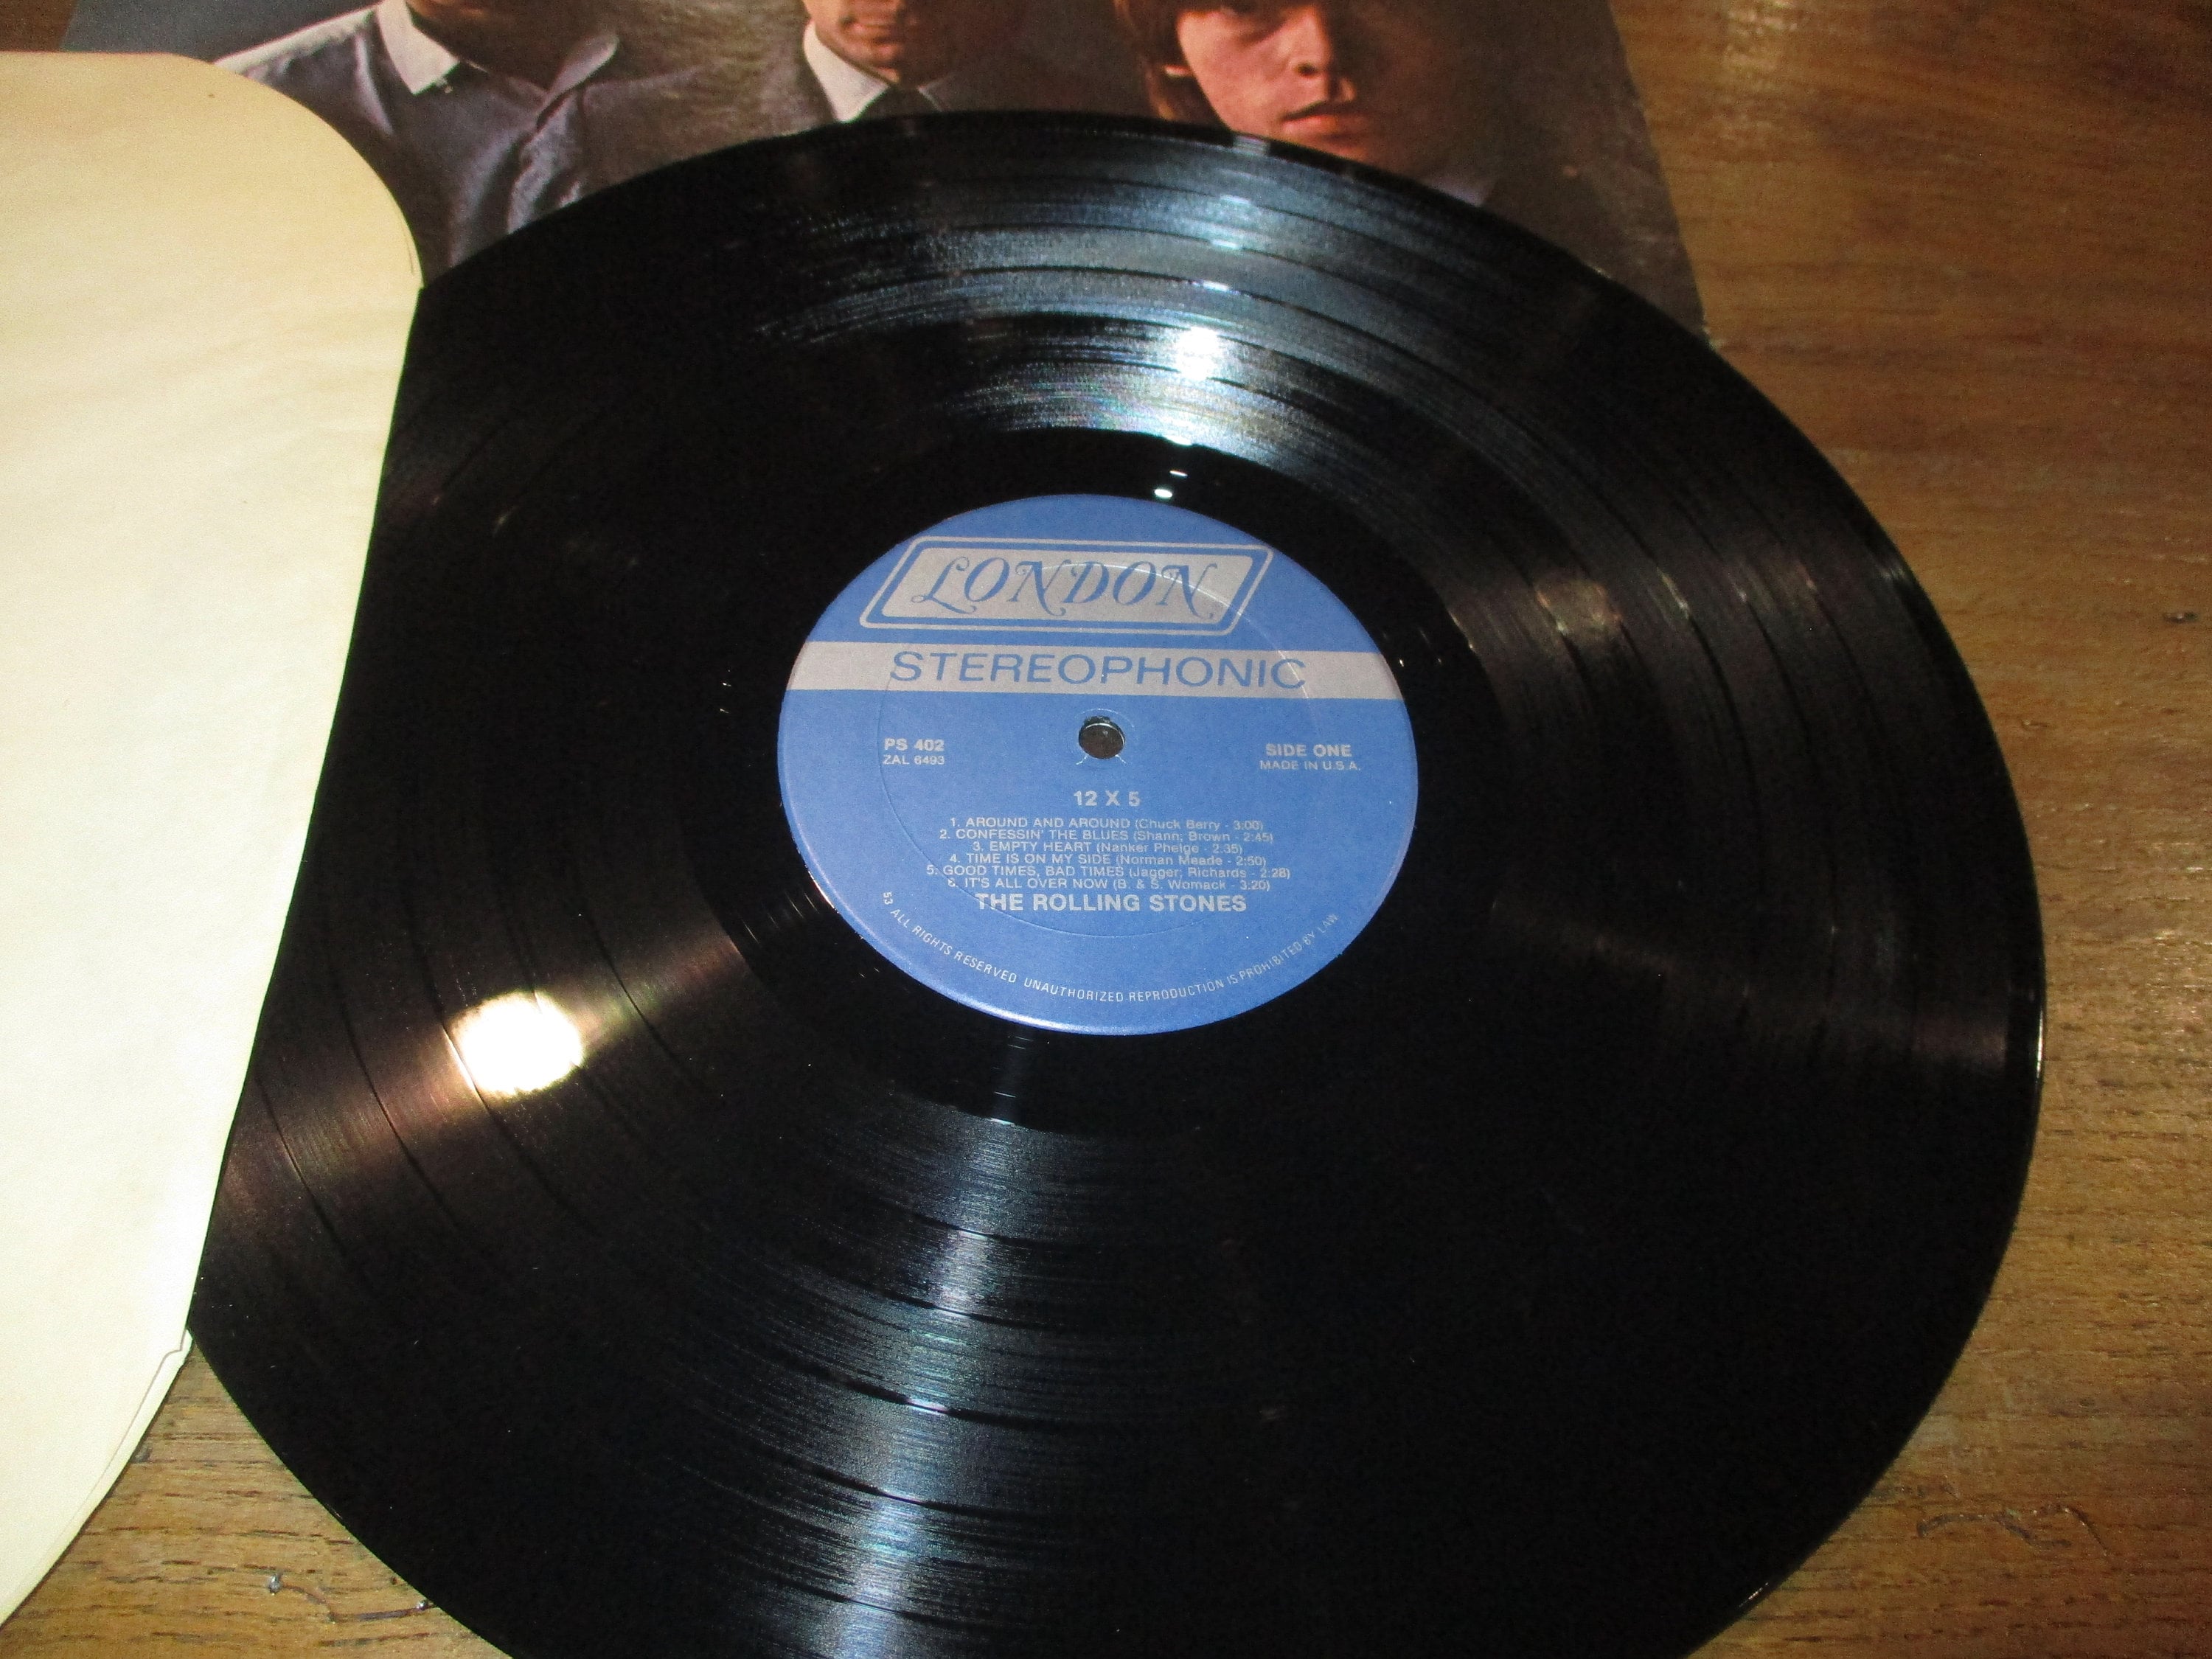 LONDON
STEREOPHONIC
PS 402
ZAL 6493
SIDE ONE
MADE IN U.S.A.
12 X 5
1. AROUND AND AROUND (Chuck Berry - 3:00)
2. CONFESSIN' THE BLUES (Shann; Brown - 2:45)
3. EMPTY HEART (Nanker Phelge - 2:35)
4. TIME IS ON MY SIDE (Norman Meade - 2:50)
5. GOOD TIMES, BAD TIMES (Jagger; Richards - 2:28)
6. IT'S ALL OVER NOW (B. & S. Womack - 3:20)
THE ROLLING STONES
53 ALL RIGHTS RESERVED UNAUTHORIZED REPRODUCTION IS PROHIBITED BY LAW